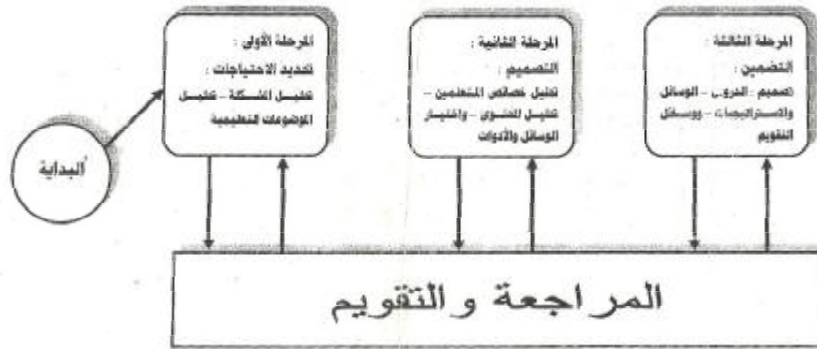 المرحلة الأولى :
تحديد الاحتياجات :
تحليل المشكلة – تحليل
الموضوعات التعليمية
المرحلة الثانية :
التصميم :
تحليل خصائص المتعلمين –
تحليل المحتوى – واختيار
الوسائل والأدوات
المرحلة الثالثة :
التضمين :
تصميم : الدروس – الوسائل
والاستراتيجيات – ووسائل
التقويم
البداية
المراجعة والتقويم